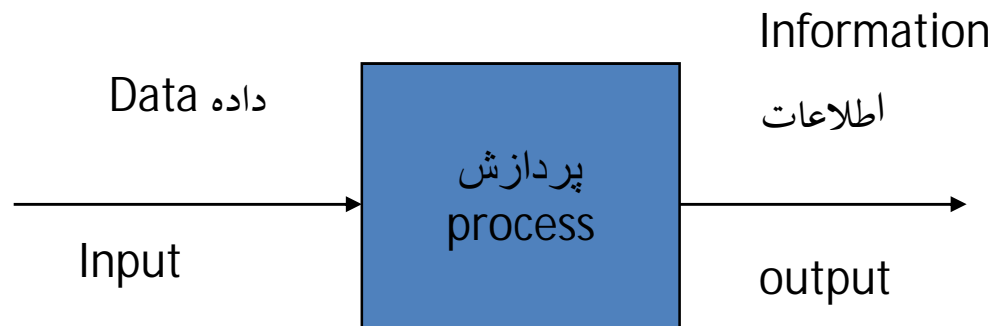 Data داده
Input
پردازش
process
Information
اطلاعات
output